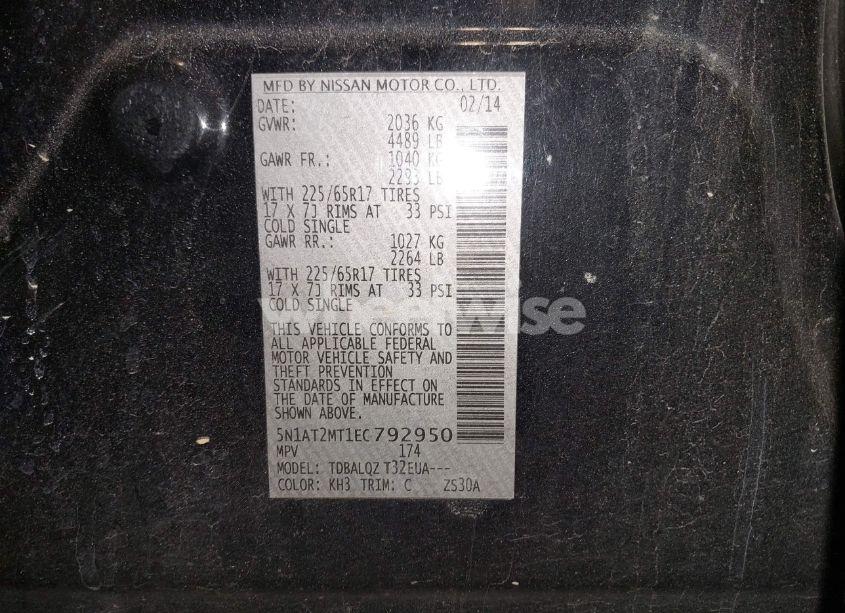 MFD BY NISSAN MOTOR CO., LTD.
DATE: 02/14
GVWR: 2036 KG
4489 LB
GAWR FR.: 1040 KG
2293 LB
WITH 225/65R17 TIRES
17 X 7J RIMS AT 33 PSI
COLD SINGLE
GAWR RR.: 1027 KG
2264 LB
WITH 225/65R17 TIRES
17 X 7J RIMS AT 33 PSI
COLD SINGLE
THIS VEHICLE CONFORMS TO
ALL APPLICABLE FEDERAL
MOTOR VEHICLE SAFETY AND
THEFT PREVENTION
STANDARDS IN EFFECT ON
THE DATE OF MANUFACTURE
SHOWN ABOVE.
5N1AT2MT1EC792950
MPV 174
MODEL: TDBALQZ T32EUA---
COLOR: KH3 TRIM: C ZS30A